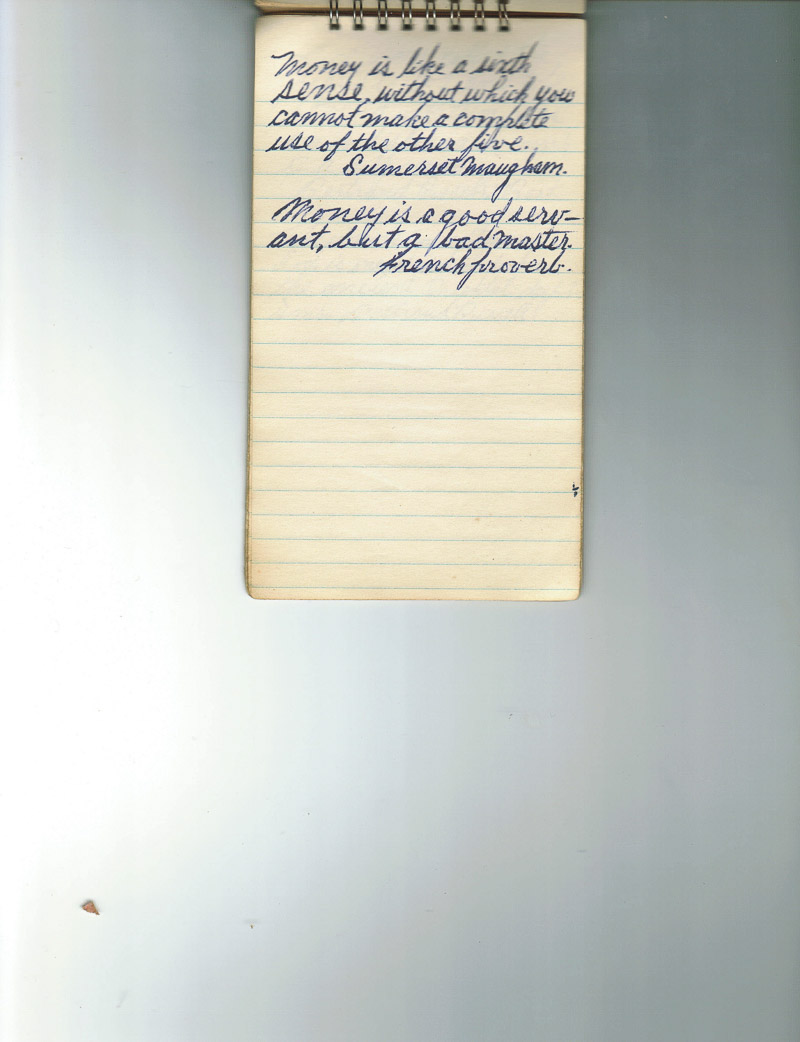 Money is like a sixth
sense, without which you
cannot make a complete
use of the other five.
Sumerset Maugham.
Money is a good serv-
ant, but a bad master.
French proverb.